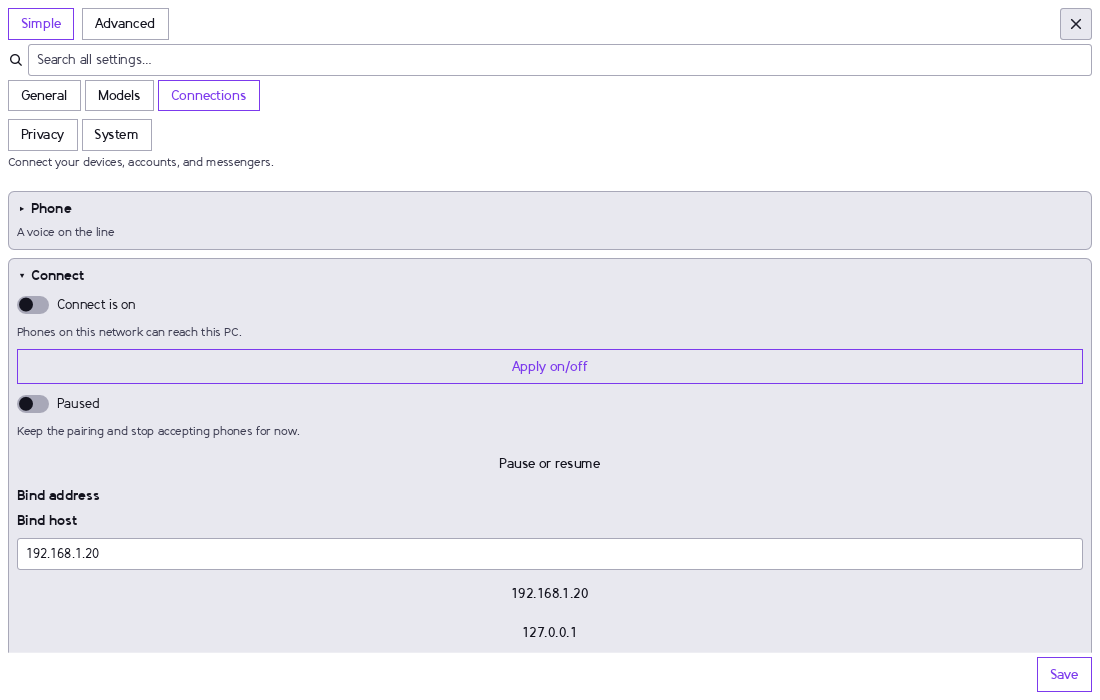 Simple Advanced
Search all settings...
General Models Connections
Privacy System
Connect your devices, accounts, and messengers.
Phone
A voice on the line
Connect
Connect is on
Phones on this network can reach this PC.
Apply on/off
Paused
Keep the pairing and stop accepting phones for now.
Pause or resume
Bind address
Bind host
192.168.1.20
192.168.1.20
127.0.0.1
Save